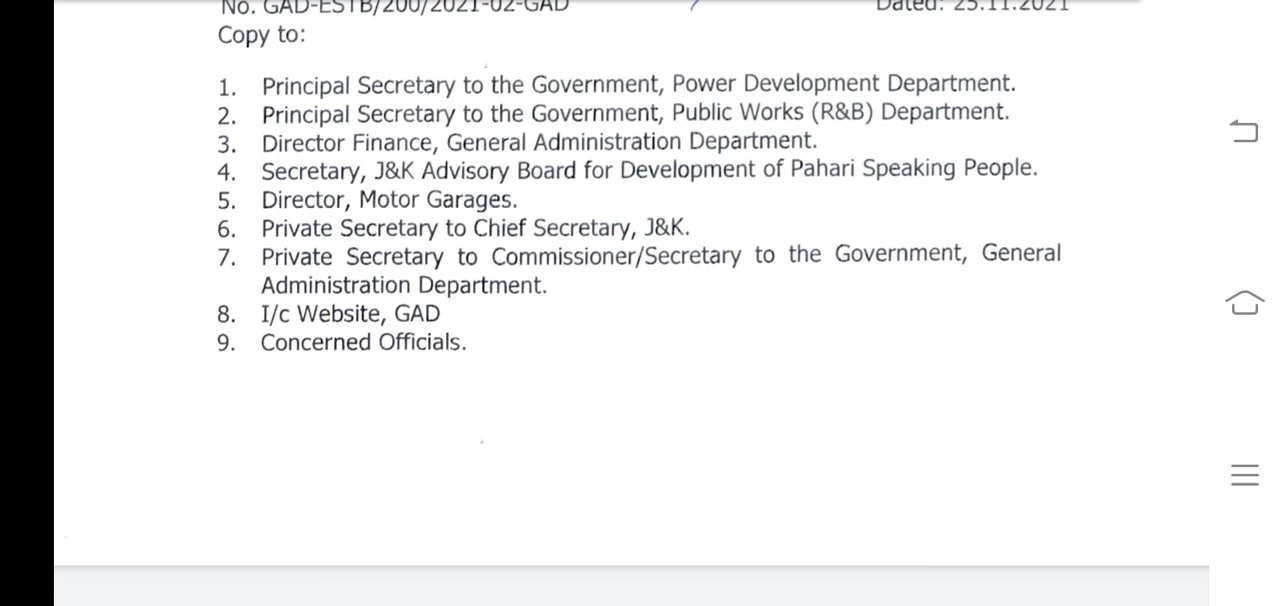 No. GAD-ESTB/200/2021-02-GAD Dated: 25.11.2021
Copy to:
1. Principal Secretary to the Government, Power Development Department.
2. Principal Secretary to the Government, Public Works (R&B) Department.
3. Director Finance, General Administration Department.
4. Secretary, J&K Advisory Board for Development of Pahari Speaking People.
5. Director, Motor Garages.
6. Private Secretary to Chief Secretary, J&K.
7. Private Secretary to Commissioner/Secretary to the Government, General
Administration Department.
8. I/c Website, GAD
9. Concerned Officials.